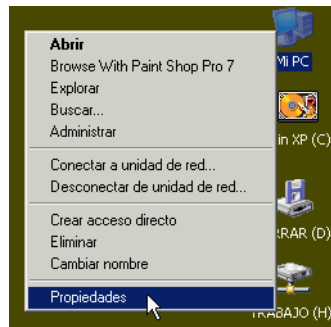 Abrir
Browse With Paint Shop Pro 7
Explorar
Buscar...
Administrar
Conectar a unidad de red...
Desconectar de unidad de red...
Crear acceso directo
Eliminar
Cambiar nombre
Propiedades
Mi PC
in XP (C)
RAR (D)
TRABAJO (H)